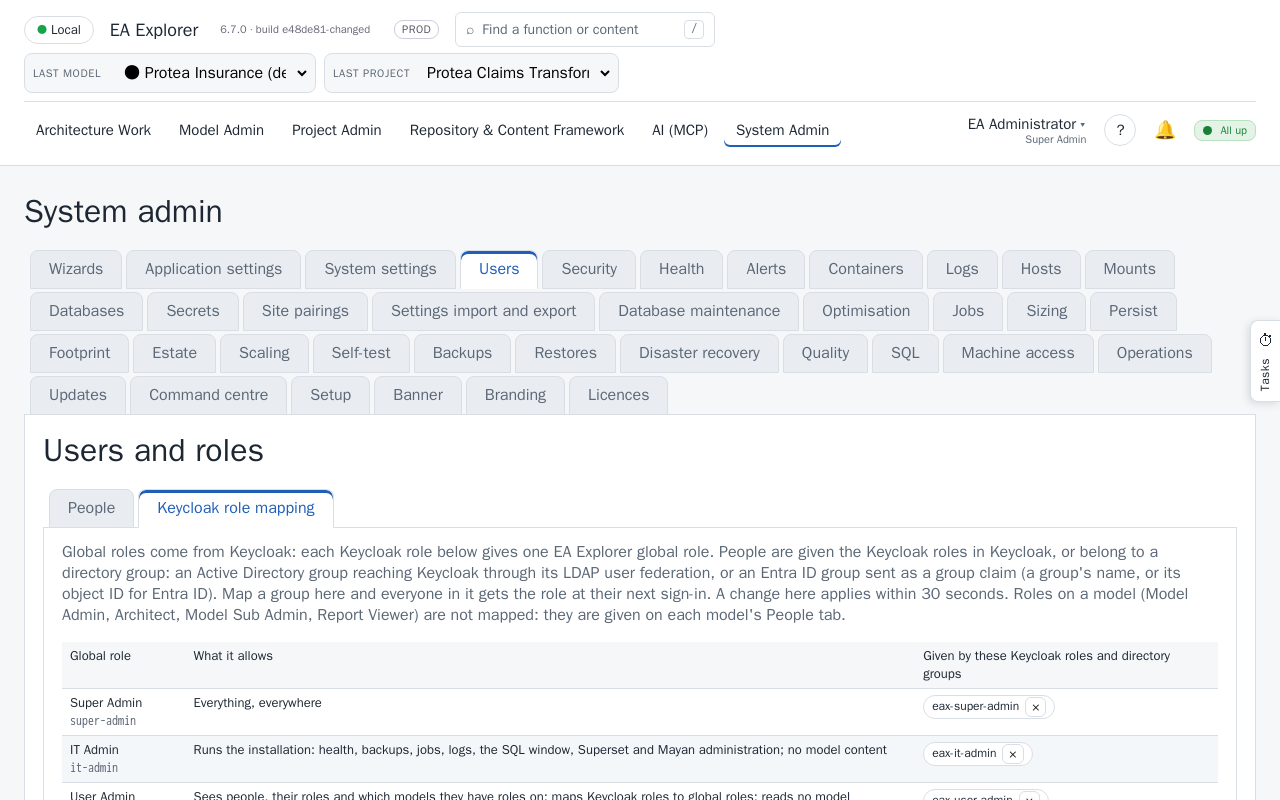 Local
EA Explorer
6.7.0 · build e48de81-changed
PROD
Find a function or content
/
LAST MODEL
Protea Insurance (de
LAST PROJECT
Protea Claims Transforn
Architecture Work
Model Admin
Project Admin
Repository & Content Framework
AI (MCP)
System Admin
EA Administrator
Super Admin
?
All up
System admin
Wizards
Application settings
System settings
Users
Security
Health
Alerts
Containers
Logs
Hosts
Mounts
Databases
Secrets
Site pairings
Settings import and export
Database maintenance
Optimisation
Jobs
Sizing
Persist
Footprint
Estate
Scaling
Self-test
Backups
Restores
Disaster recovery
Quality
SQL
Machine access
Operations
Updates
Command centre
Setup
Banner
Branding
Licences
Tasks
Users and roles
People
Keycloak role mapping
Global roles come from Keycloak: each Keycloak role below gives one EA Explorer global role. People are given the Keycloak roles in Keycloak, or belong to a
directory group: an Active Directory group reaching Keycloak through its LDAP user federation, or an Entra ID group sent as a group claim (a group's name, or its
object ID for Entra ID). Map a group here and everyone in it gets the role at their next sign-in. A change here applies within 30 seconds. Roles on a model (Model
Admin, Architect, Model Sub Admin, Report Viewer) are not mapped: they are given on each model's People tab.
Global role
What it allows
Given by these Keycloak roles and directory
groups
Super Admin
super-admin
Everything, everywhere
eax-super-admin ×
IT Admin
it-admin
Runs the installation: health, backups, jobs, logs, the SQL window, Superset and Mayan administration; no model content
eax-it-admin ×
User Admin
Sees people, their roles and which models they have roles on; maps Keycloak roles to global roles; reads no model
eax-user-admin